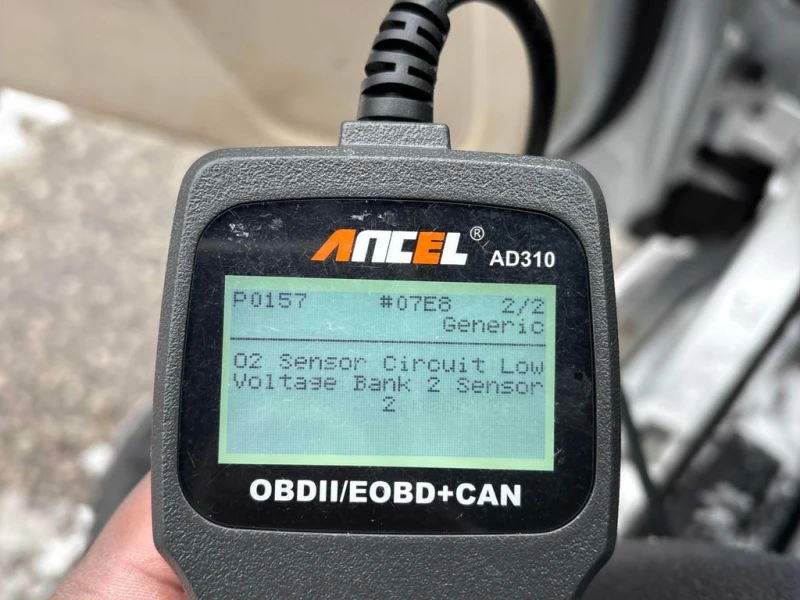 ANCEL® AD310
P0157 #07E8 2/2
Generic
O2 Sensor Circuit Low
Voltage Bank 2 Sensor
2
OBDII/EOBD+CAN